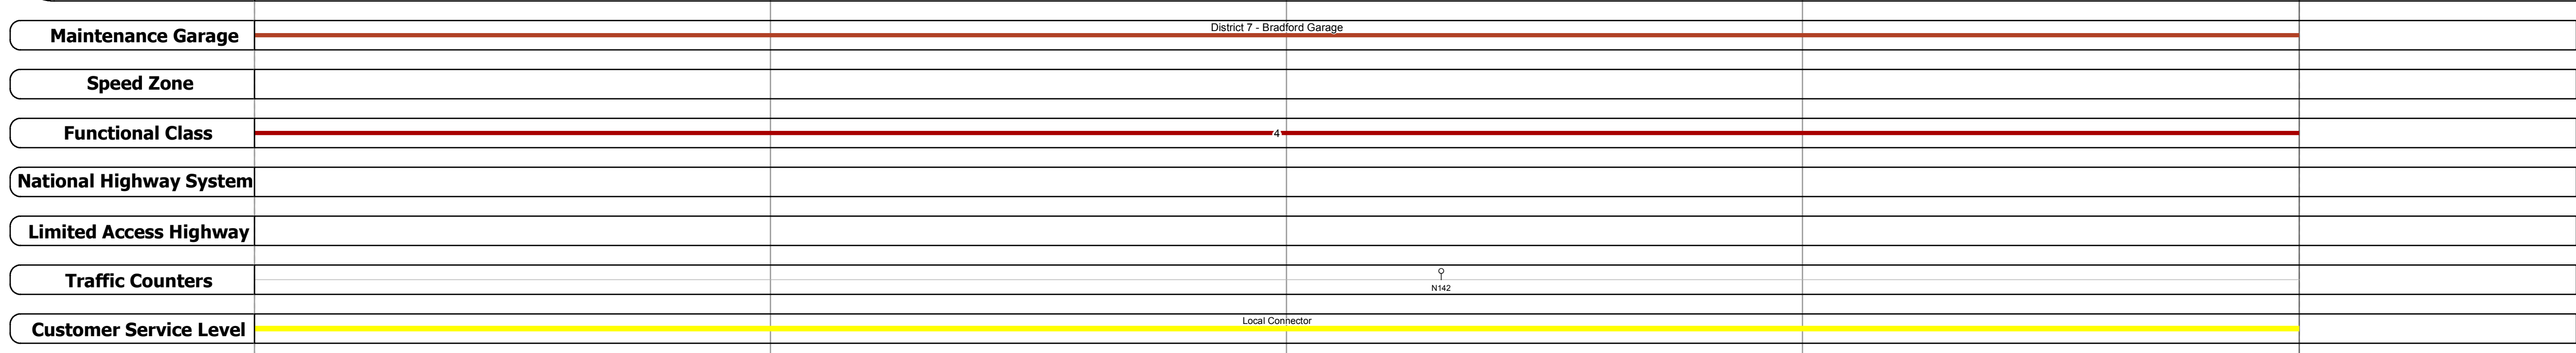 Maintenance Garage
District 7 - Bradford Garage
Speed Zone
Functional Class
4
National Highway System
Limited Access Highway
Traffic Counters
N142
Customer Service Level
Local Connector